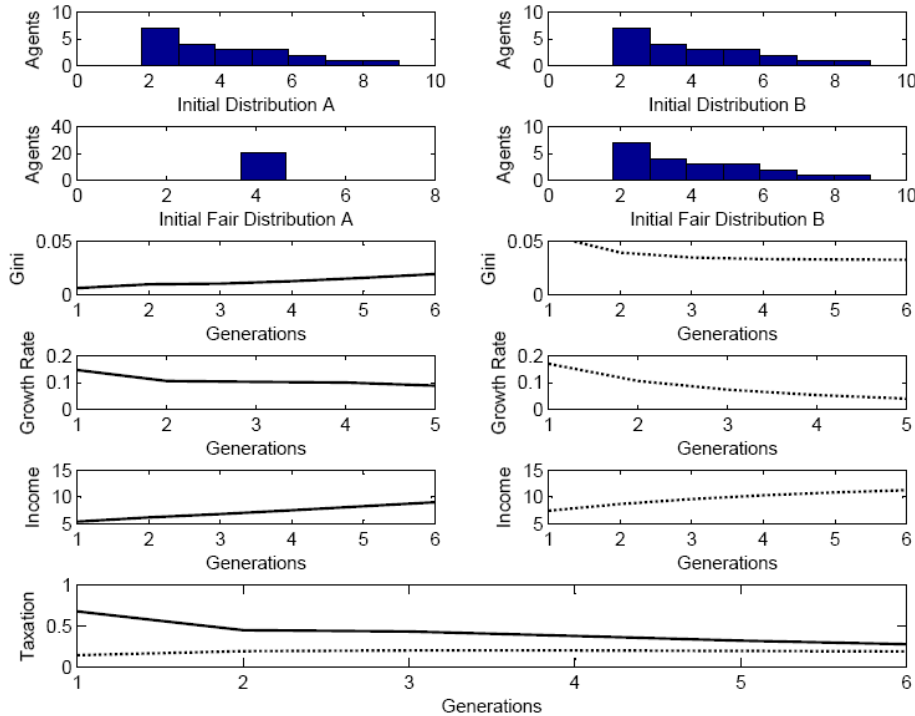 Agents
10
5
0
0 2 4 6 8 10
Initial Distribution A
Agents
10
5
0
0 2 4 6 8 10
Initial Distribution B
Agents
40
20
0
0 2 4 6 8
Initial Fair Distribution A
Agents
10
5
0
0 2 4 6 8 10
Initial Fair Distribution B
Gini
0.05
0
1 2 3 4 5 6
Generations
Gini
0.05
0
1 2 3 4 5 6
Generations
Growth Rate
0.2
0.1
0
1 2 3 4 5
Generations
Growth Rate
0.2
0.1
0
1 2 3 4 5
Generations
Income
15
10
5
1 2 3 4 5 6
Generations
Income
15
10
5
1 2 3 4 5 6
Generations
Taxation
1
0.5
0
1 2 3 4 5 6
Generations